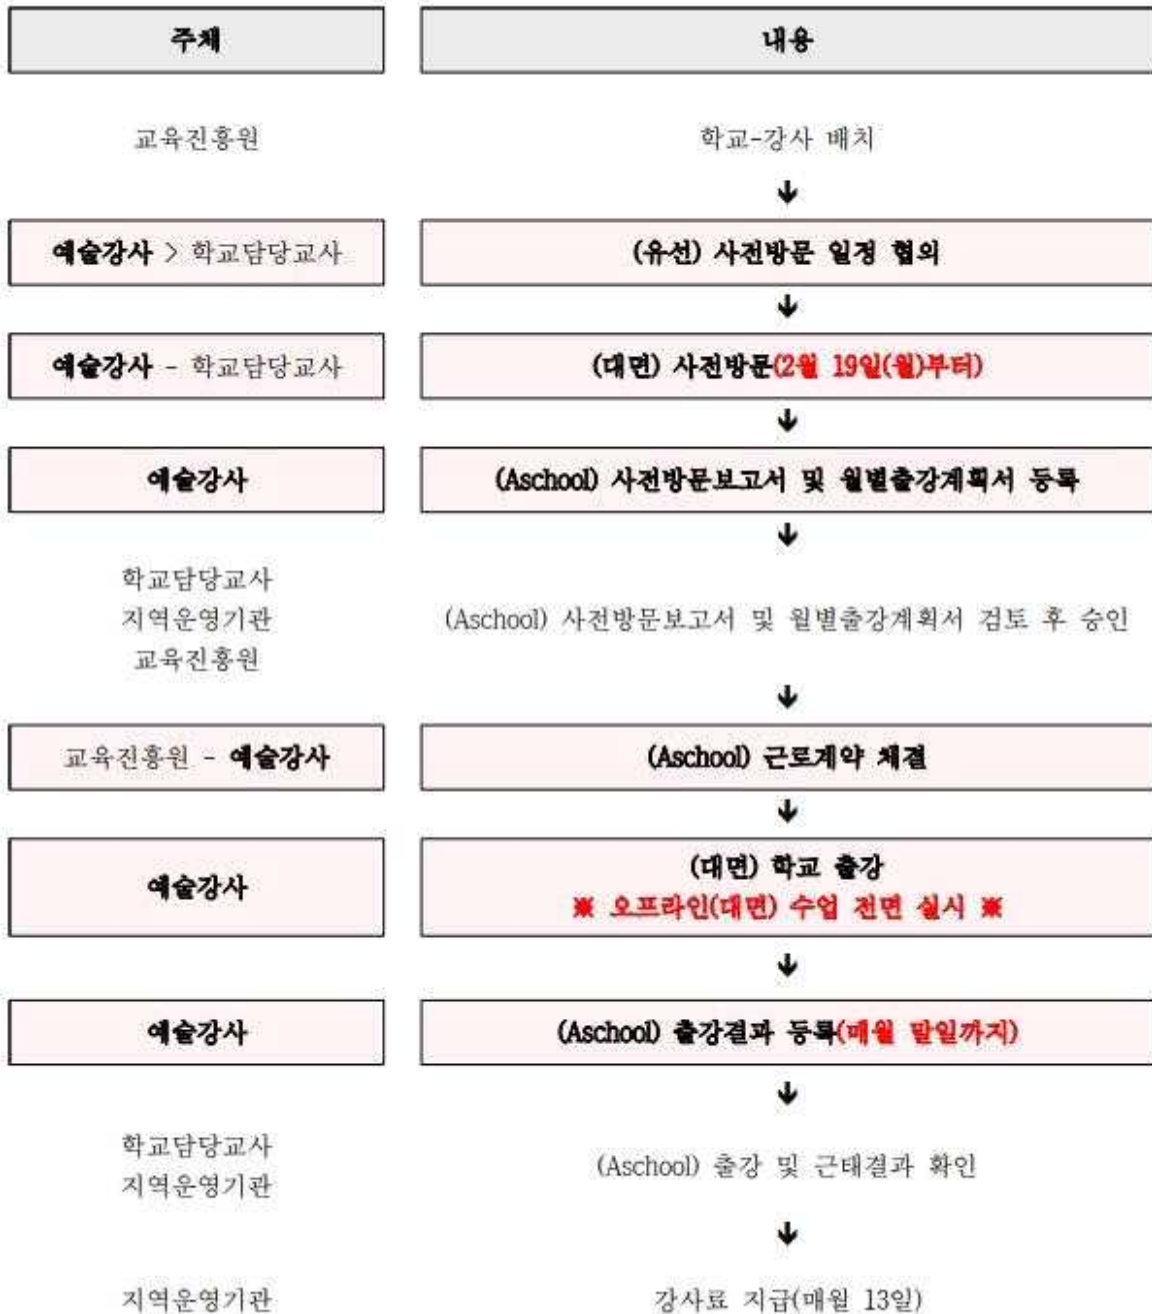 주체 내용
교육진흥원 학교-강사 배치
↓
예술강사 > 학교담당교사 (유선) 사전방문 일정 협의
↓
예술강사 - 학교담당교사 (대면) 사전방문(2월 19일(월)부터)
↓
예술강사 (Aschool) 사전방문보고서 및 월별출강계획서 등록
↓
학교담당교사
지역운영기관 (Aschool) 사전방문보고서 및 월별출강계획서 검토 후 승인
교육진흥원
↓
교육진흥원 - 예술강사 (Aschool) 근로계약 체결
↓
예술강사 (대면) 학교 출강
※ 오프라인(대면) 수업 전면 실시 ※
↓
예술강사 (Aschool) 출강결과 등록(매월 말일까지)
↓
학교담당교사
지역운영기관 (Aschool) 출강 및 근태결과 확인
↓
지역운영기관 강사료 지급(매월 13일)